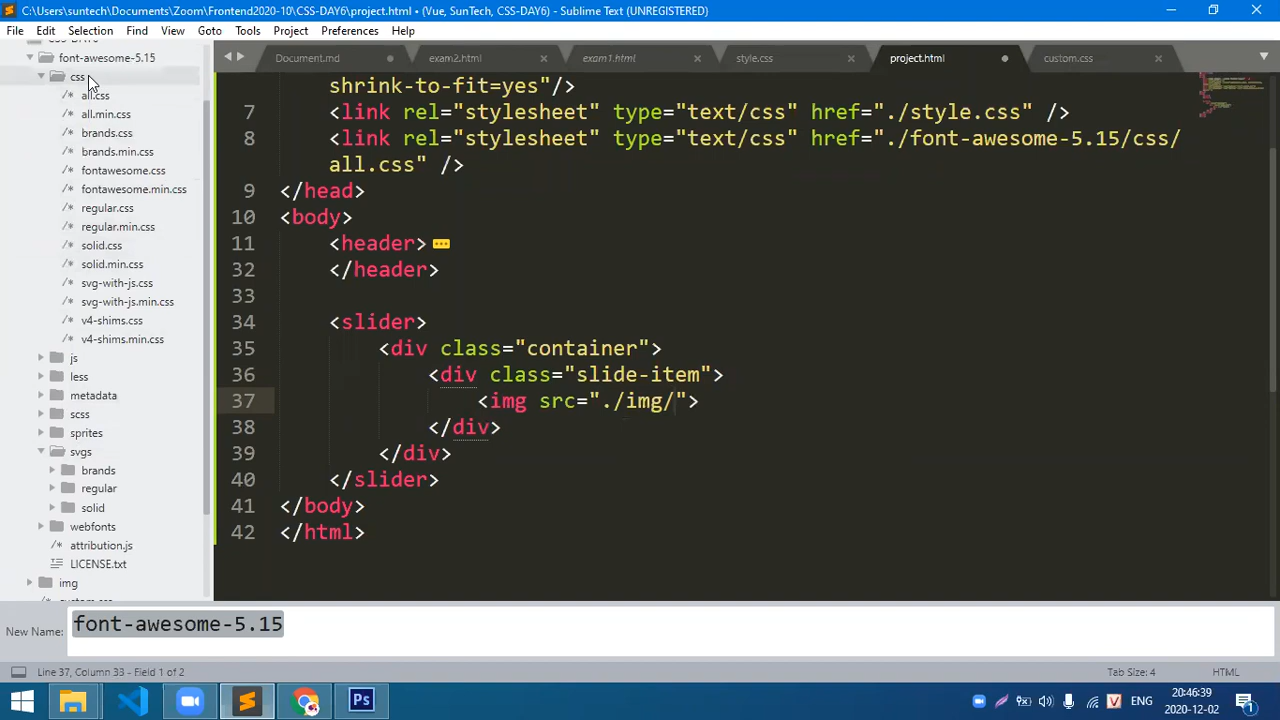 C:\Users\suntech\Documents\Zoom\Frontend2020-10\CSS-DAY6\project.html • (Vue, SunTech, CSS-DAY6) - Sublime Text (UNREGISTERED)
File Edit Selection Find View Goto Tools Project Preferences Help
Document.md exam2.html exam1.html style.css project.html custom.css
font-awesome-5.15
css
all.css
all.min.css
brands.css
brands.min.css
fontawesome.css
fontawesome.min.css
regular.css
regular.min.css
solid.css
solid.min.css
svg-with-js.css
svg-with-js.min.css
v4-shims.css
v4-shims.min.css
js
less
metadata
scss
sprites
svgs
brands
regular
solid
webfonts
attribution.js
LICENSE.txt
img
shrink-to-fit=yes"/>
7 <link rel="stylesheet" type="text/css" href="./style.css" />
8 <link rel="stylesheet" type="text/css" href="./font-awesome-5.15/css/
all.css" />
9 </head>
10 <body>
11 <header>
32 </header>
33
34 <slider>
35 <div class="container">
36 <div class="slide-item">
37 <img src="./img/">
38 </div>
39 </div>
40 </slider>
41 </body>
42 </html>
New Name: font-awesome-5.15
Line 37, Column 33 - Field 1 of 2 Tab Size: 4 HTML
Ps
V ENG
20:46:39
2020-12-02
1